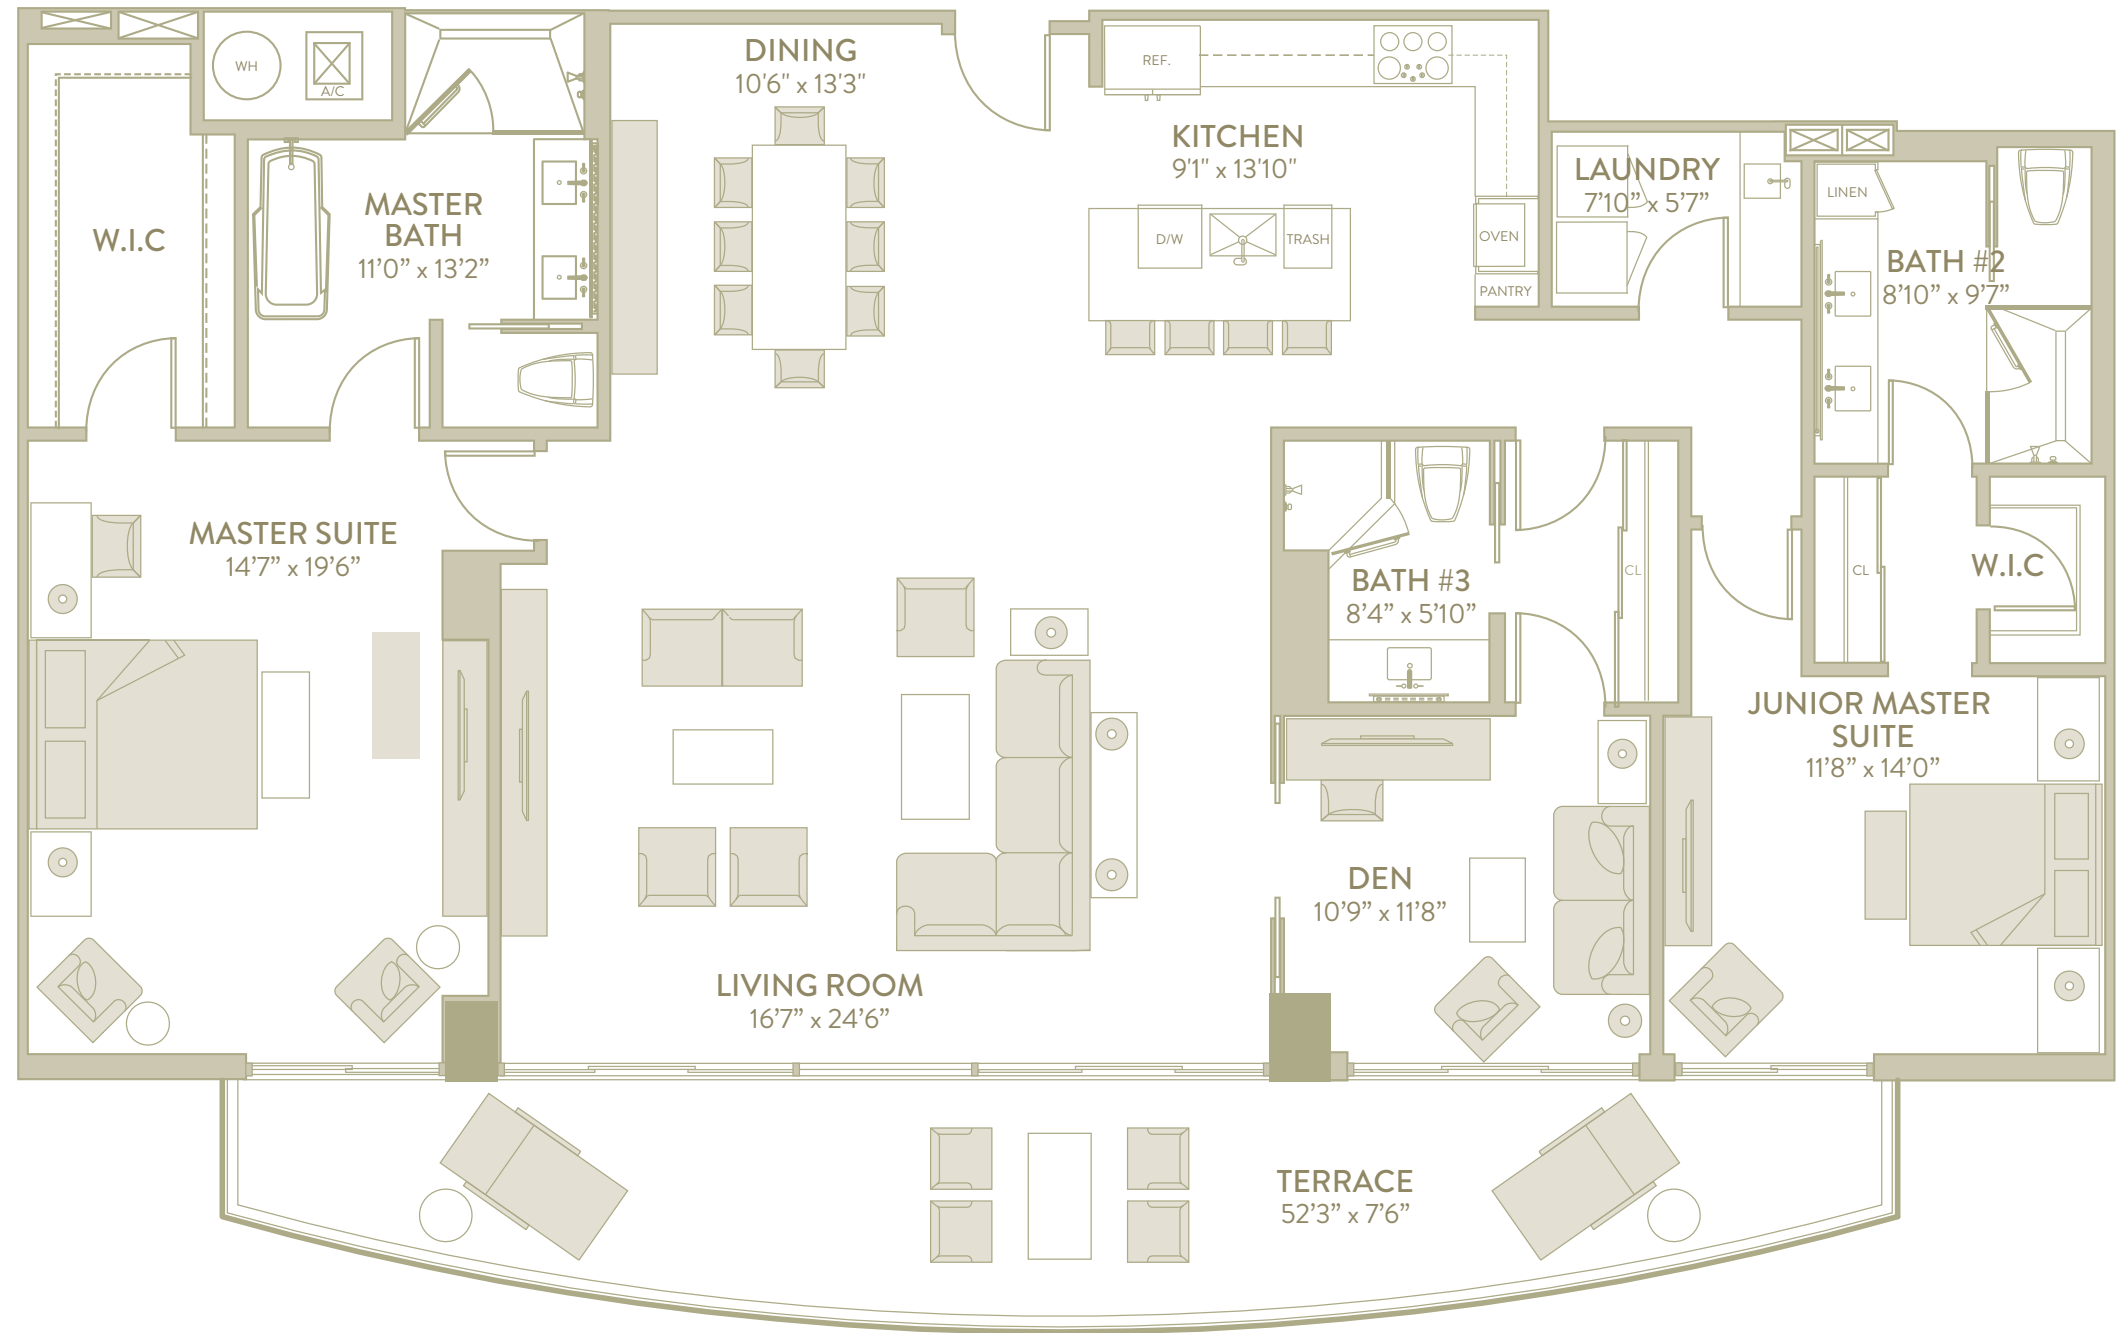 WH
A/C
DINING
10'6" x 13'3"
REF.
KITCHEN
9'1" x 13'10"
LAUNDRY
7'10” x 5'7”
LINEN
W.I.C
MASTER
BATH
11’0” x 13’2”
D/W
TRASH
OVEN
PANTRY
BATH #2
8’10” x 9’7”
MASTER SUITE
14’7” x 19’6”
BATH #3
8’4” x 5’10”
CL
CL
W.I.C
JUNIOR MASTER
SUITE
11’8” x 14’0”
DEN
10’9” x 11’8”
LIVING ROOM
16’7” x 24’6”
TERRACE
52’3” x 7’6”